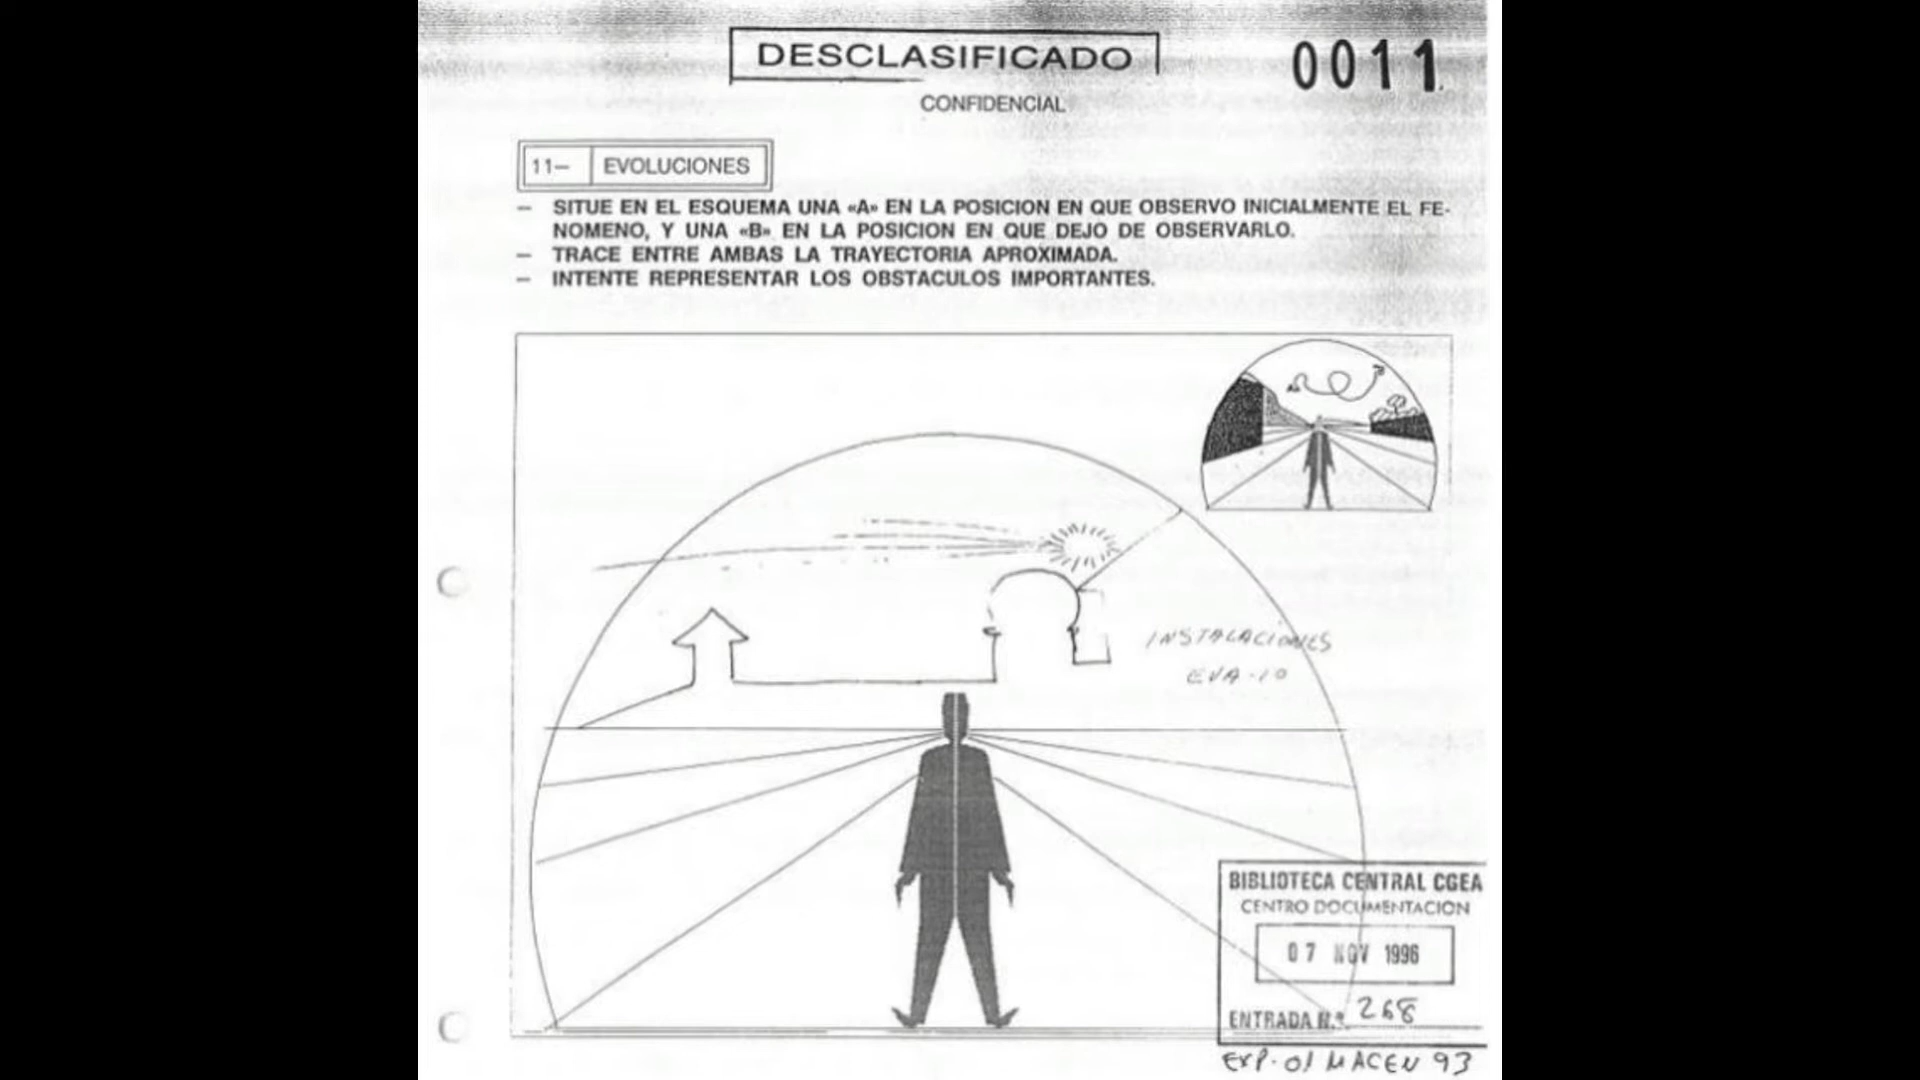 DESCLASIFICADO
0011
CONFIDENCIAL
11– EVOLUCIONES
– SITUE EN EL ESQUEMA UNA «A» EN LA POSICION EN QUE OBSERVO INICIALMENTE EL FE-
NOMENO, Y UNA «B» EN LA POSICION EN QUE DEJO DE OBSERVARLO.
– TRACE ENTRE AMBAS LA TRAYECTORIA APROXIMADA.
– INTENTE REPRESENTAR LOS OBSTACULOS IMPORTANTES.
INSTALACIONES
EVA-10
BIBLIOTECA CENTRAL CGEA
CENTRO DOCUMENTACION
07 NOV 1996
ENTRADA N.º 268
EXP. 01 MACEN 93